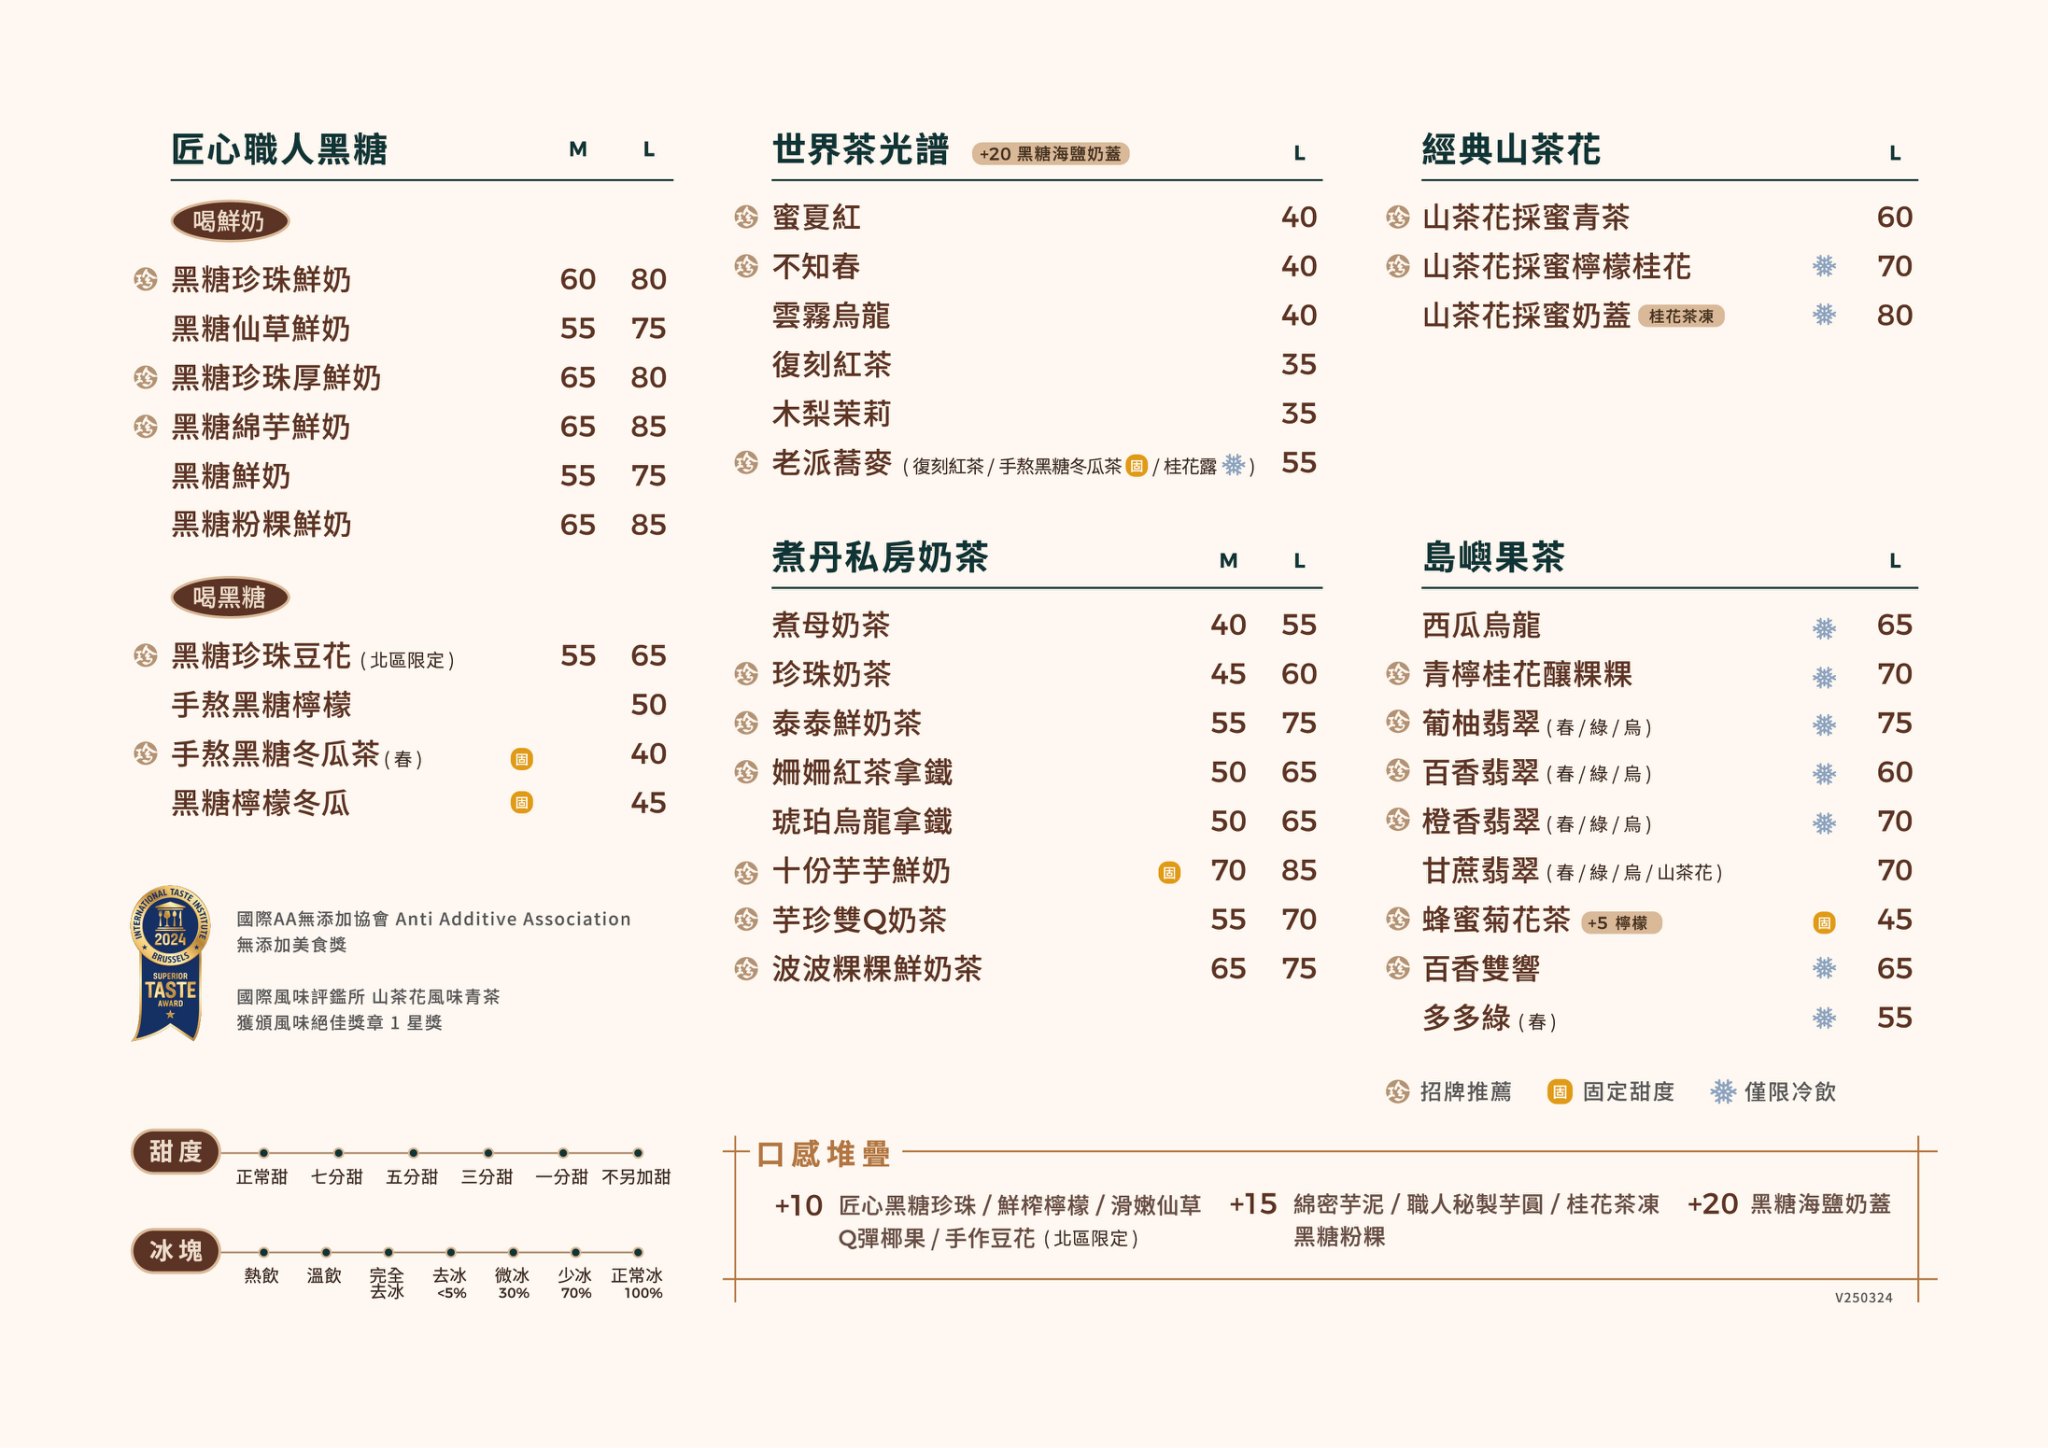 匠心職人黑糖 M L
喝鮮奶
珍 黑糖珍珠鮮奶 60 80
黑糖仙草鮮奶 55 75
珍 黑糖珍珠厚鮮奶 65 80
珍 黑糖綿芋鮮奶 65 85
黑糖鮮奶 55 75
黑糖粉粿鮮奶 65 85
喝黑糖
珍 黑糖珍珠豆花 (北區限定) 55 65
手熬黑糖檸檬 50
珍 手熬黑糖冬瓜茶 (春) 固 40
黑糖檸檬冬瓜 固 45
INTERNATIONAL TASTE INSTITUTE
2024
BRUSSELS
SUPERIOR
TASTE
AWARD
國際AA無添加協會 Anti Additive Association
無添加美食獎
國際風味評鑑所 山茶花風味青茶
獲頒風味絕佳獎章 1 星獎
甜度
正常甜 七分甜 五分甜 三分甜 一分甜 不另加甜
冰塊
熱飲 溫飲 完全去冰 去冰 微冰 少冰 正常冰
<5% 30% 70% 100%
世界茶光譜 +20 黑糖海鹽奶蓋 L
珍 蜜夏紅 40
珍 不知春 40
雲霧烏龍 40
復刻紅茶 35
木梨茉莉 35
珍 老派蕎麥 (復刻紅茶 / 手熬黑糖冬瓜茶 固 / 桂花露) 55
煮丹私房奶茶 M L
煮母奶茶 40 55
珍 珍珠奶茶 45 60
珍 泰泰鮮奶茶 55 75
珍 姍姍紅茶拿鐵 50 65
琥珀烏龍拿鐵 50 65
珍 十份芋芋鮮奶 固 70 85
珍 芋珍雙Q奶茶 55 70
珍 波波粿粿鮮奶茶 65 75
經典山茶花 L
珍 山茶花採蜜青茶 60
珍 山茶花採蜜檸檬桂花 70
山茶花採蜜奶蓋 桂花茶凍 80
島嶼果茶 L
西瓜烏龍 65
珍 青檸桂花釀粿粿 70
珍 葡柚翡翠 (春 / 綠 / 烏) 75
珍 百香翡翠 (春 / 綠 / 烏) 60
珍 橙香翡翠 (春 / 綠 / 烏) 70
甘蔗翡翠 (春 / 綠 / 烏 / 山茶花) 70
珍 蜂蜜菊花茶 +5 檸檬 固 45
珍 百香雙響 65
多多綠 (春) 55
珍 招牌推薦 固 固定甜度 僅限冷飲
口感堆疊
+10 匠心黑糖珍珠 / 鮮榨檸檬 / 滑嫩仙草
Q彈椰果 / 手作豆花 (北區限定)
+15 綿密芋泥 / 職人秘製芋圓 / 桂花茶凍
黑糖粉粿
+20 黑糖海鹽奶蓋
V250324